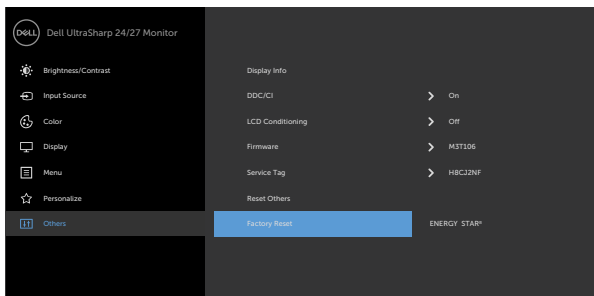 DELL Dell UltraSharp 24/27 Monitor
Brightness/Contrast Display Info
Input Source DDC/CI On
Color LCD Conditioning Off
Display Firmware M3T106
Menu Service Tag H8CJ2NF
Personalize Reset Others
Others Factory Reset ENERGY STAR®